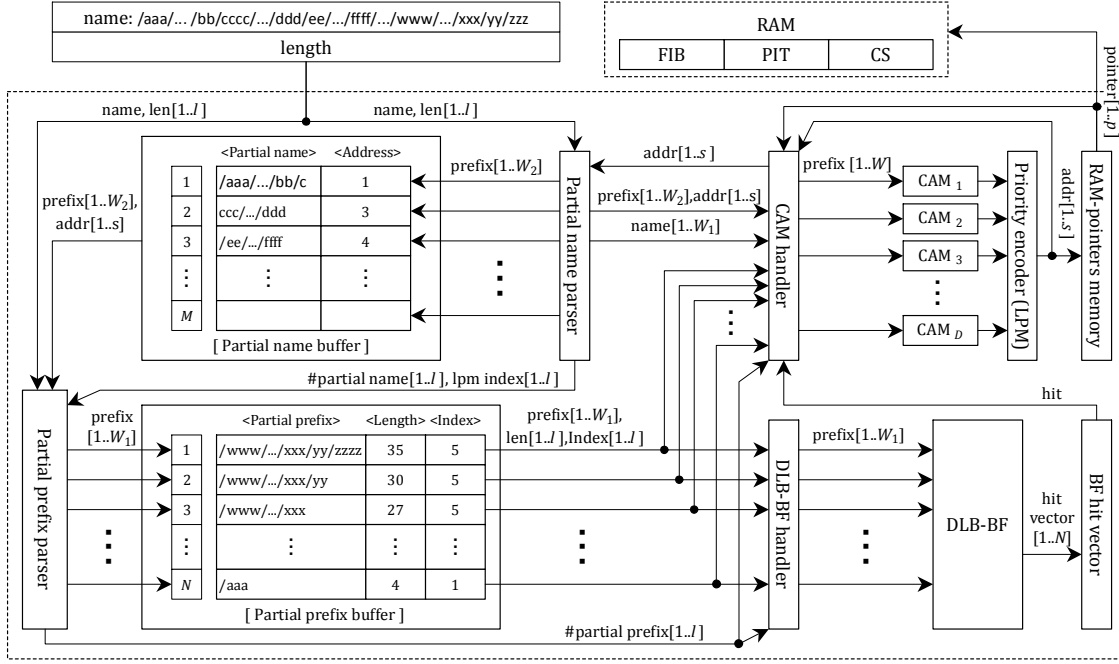 name: /aaa/... /bb/cccc/.../ddd/ee/.../ffff/.../www/.../xxx/yy/zzz
length
RAM
FIB PIT CS
pointer[1..p]
name, len[1..l] name, len[1..l]
<Partial name> <Address>
1 /aaa/.../bb/c 1
2 ccc/.../ddd 3
3 /ee/.../ffff 4
⋮ ⋮ ⋮
M
[ Partial name buffer ]
prefix[1..W2],
addr[1..s]
prefix[1..W2]
Partial name parser
addr[1..s]
prefix[1..W2],addr[1..s]
name[1..W1]
CAM handler
prefix [1..W]
CAM 1
CAM 2
CAM 3
⋮
CAM D
Priority encoder (LPM)
addr[1..s]
RAM-pointers memory
#partial name[1..l], lpm index[1..l]
hit
Partial prefix parser
prefix
[1..W1]
<Partial prefix> <Length> <Index>
1 /www/.../xxx/yy/zzzz 35 5
2 /www/.../xxx/yy 30 5
3 /www/.../xxx 27 5
⋮ ⋮ ⋮ ⋮
N /aaa 4 1
[ Partial prefix buffer ]
prefix[1..W1],
len[1..l],Index[1..l]
DLB-BF handler
prefix[1..W1]
DLB-BF
hit
vector
[1..N]
BF hit vector
#partial prefix[1..l]